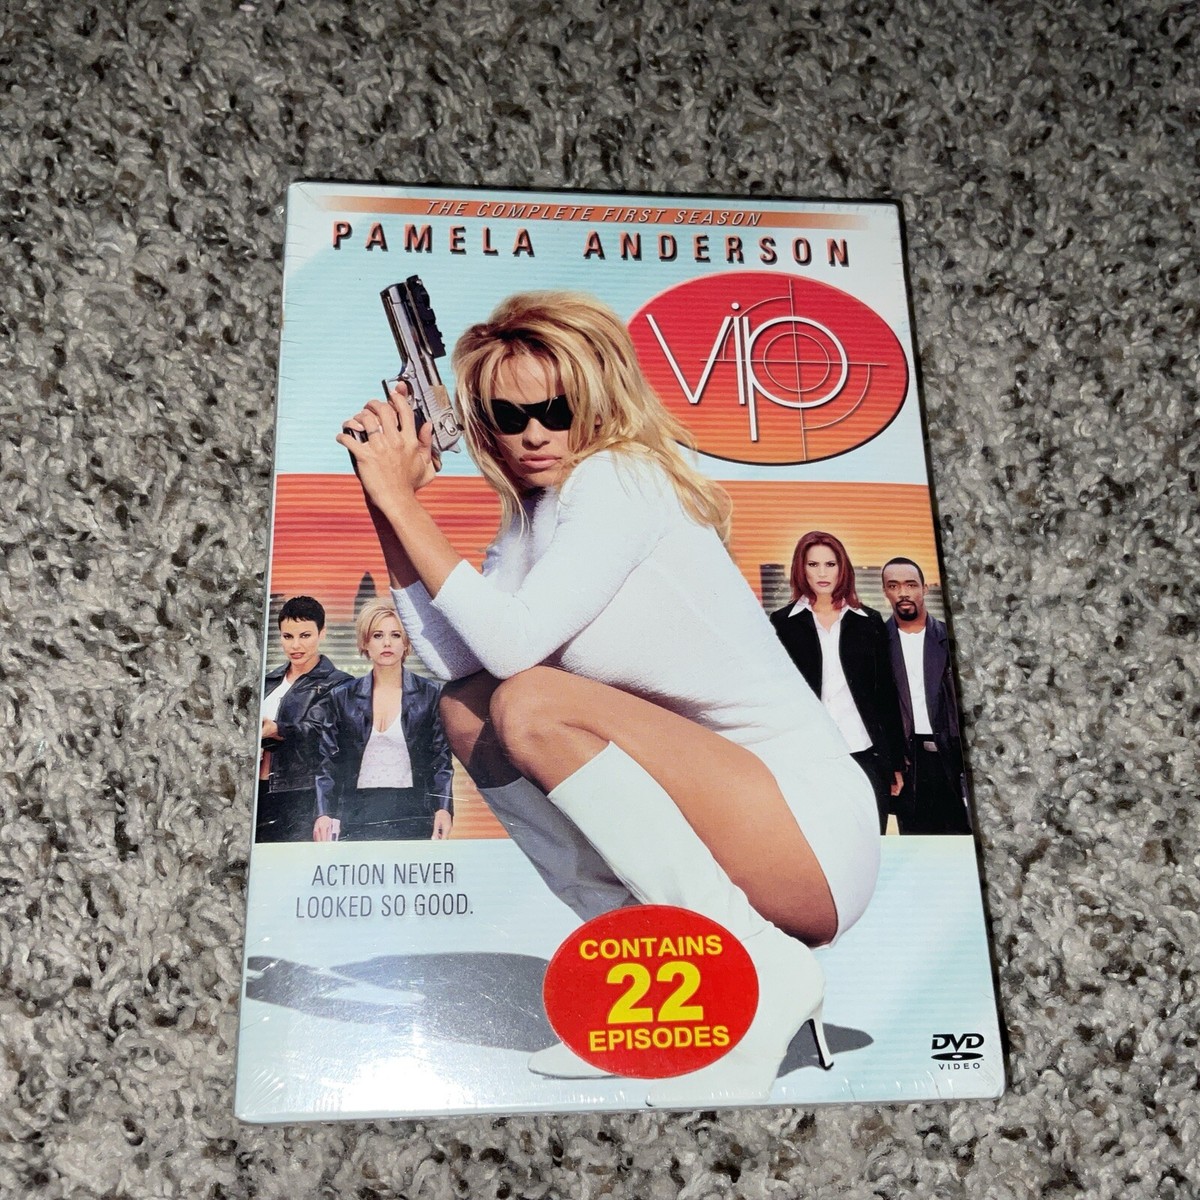 THE COMPLETE FIRST SEASON
PAMELA ANDERSON
vip
ACTION NEVER
LOOKED SO GOOD.
CONTAINS
22
EPISODES
DVD
VIDEO